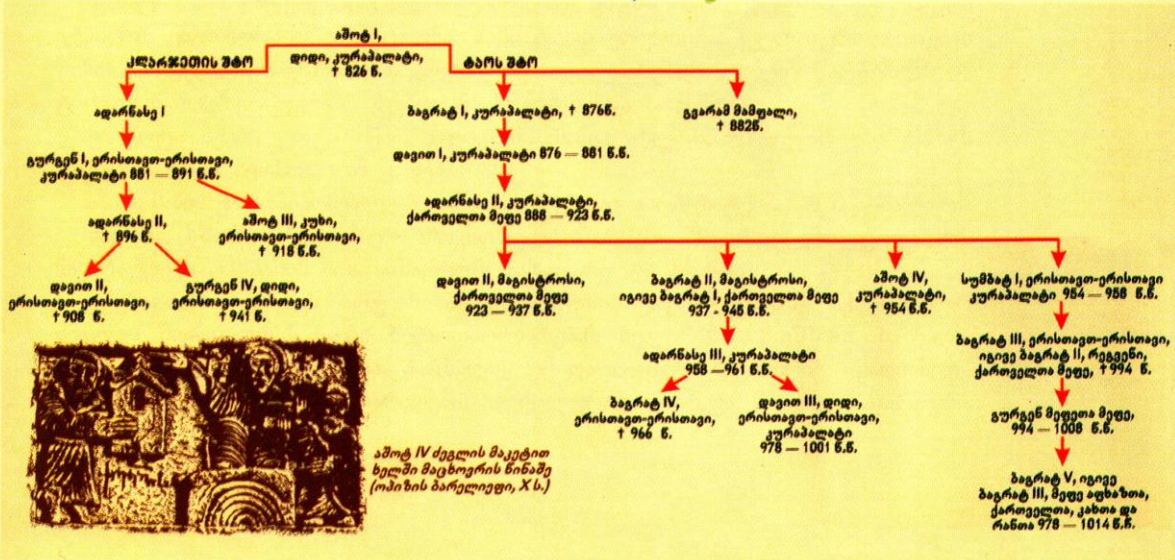 აშოტ I,
დიდი, კურაპალატი,
† 826 წ.
კლარჯეთის შტო
ტაოს შტო
ადარნასე I
ბაგრატ I, კურაპალატი, † 876წ.
გვარამ მამფალი,
† 882წ.
გურგენ I, ერისთავთ-ერისთავი,
კურაპალატი 881 — 891 წ.წ.
დავით I, კურაპალატი 876 — 881 წ.წ.
ადარნასე II,
† 896 წ.
აშოტ III, კუხი,
ერისთავთ-ერისთავი,
† 918 წ.წ.
ადარნასე II, კურაპალატი,
ქართველთა მეფე 888 — 923 წ.წ.
დავით II,
ერისთავთ-ერისთავი,
† 908 წ.
გურგენ IV, დიდი,
ერისთავთ-ერისთავი,
† 941 წ.
დავით II, მაგისტროსი,
ქართველთა მეფე
923 — 937 წ.წ.
ბაგრატ II, მაგისტროსი,
იგივე ბაგრატ I, ქართველთა მეფე
937 - 945 წ.წ.
აშოტ IV,
კურაპალატი,
† 954 წ.წ.
სუმბატ I, ერისთავთ-ერისთავი
კურაპალატი 954 — 958 წ.წ.
ადარნასე III, კურაპალატი
958 — 961 წ.წ.
ბაგრატ III, ერისთავთ-ერისთავი,
იგივე ბაგრატ II, რეგვენი,
ქართველთა მეფე, † 994 წ.
ბაგრატ IV,
ერისთავთ-ერისთავი,
† 966 წ.
დავით III, დიდი,
ერისთავთ-ერისთავი,
კურაპალატი
978 — 1001 წ.წ.
გურგენ მეფეთა მეფე,
994 — 1008 წ.წ.
ბაგრატ V, იგივე
ბაგრატ III, მეფე აფხაზთა,
ქართველთა, კახთა და
რანთა 978 — 1014 წ.წ.
აშოტ IV ძეგლის მაკეტით
ხელში მაცხოვრის წინაშე
(ოპიზის ბარელიეფი, X ს.)